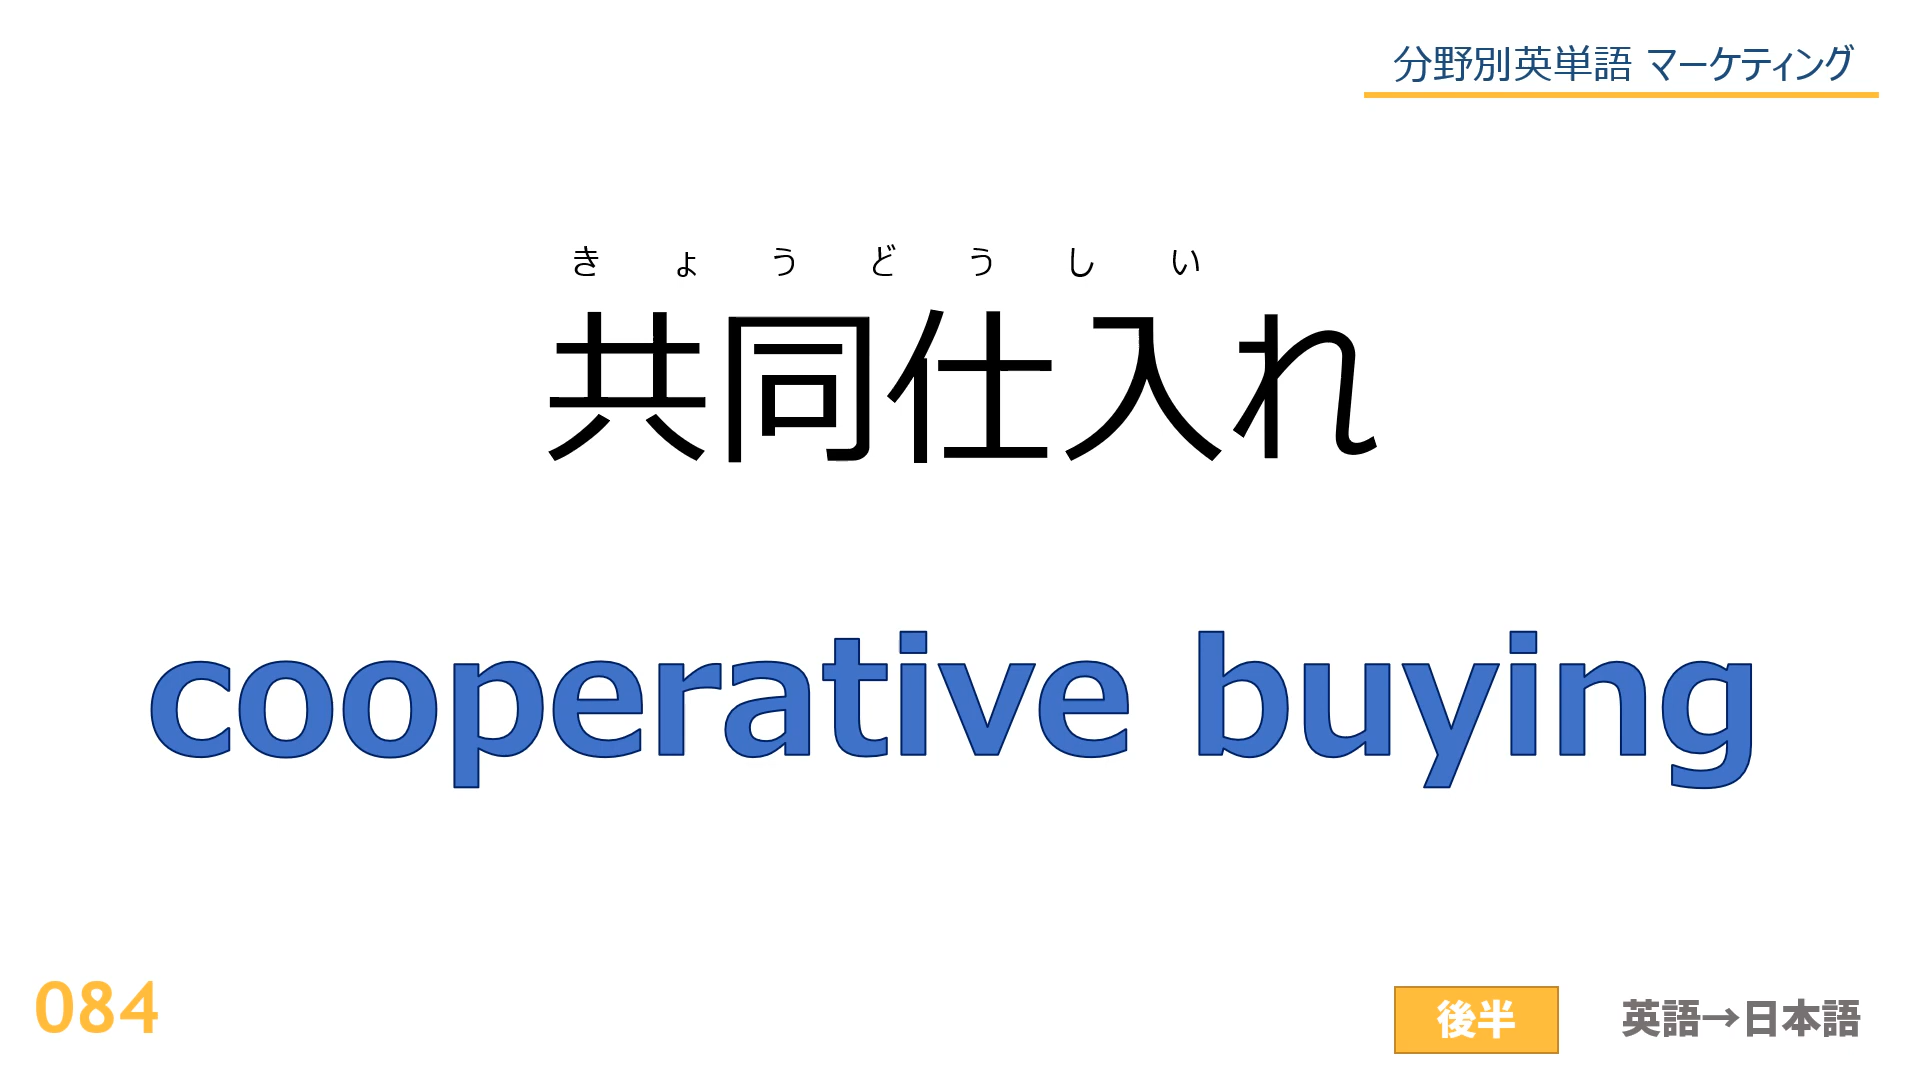 分野別英単語 マーケティング
きょうどうしい
共同仕入れ
cooperative buying
084
後半
英語→日本語